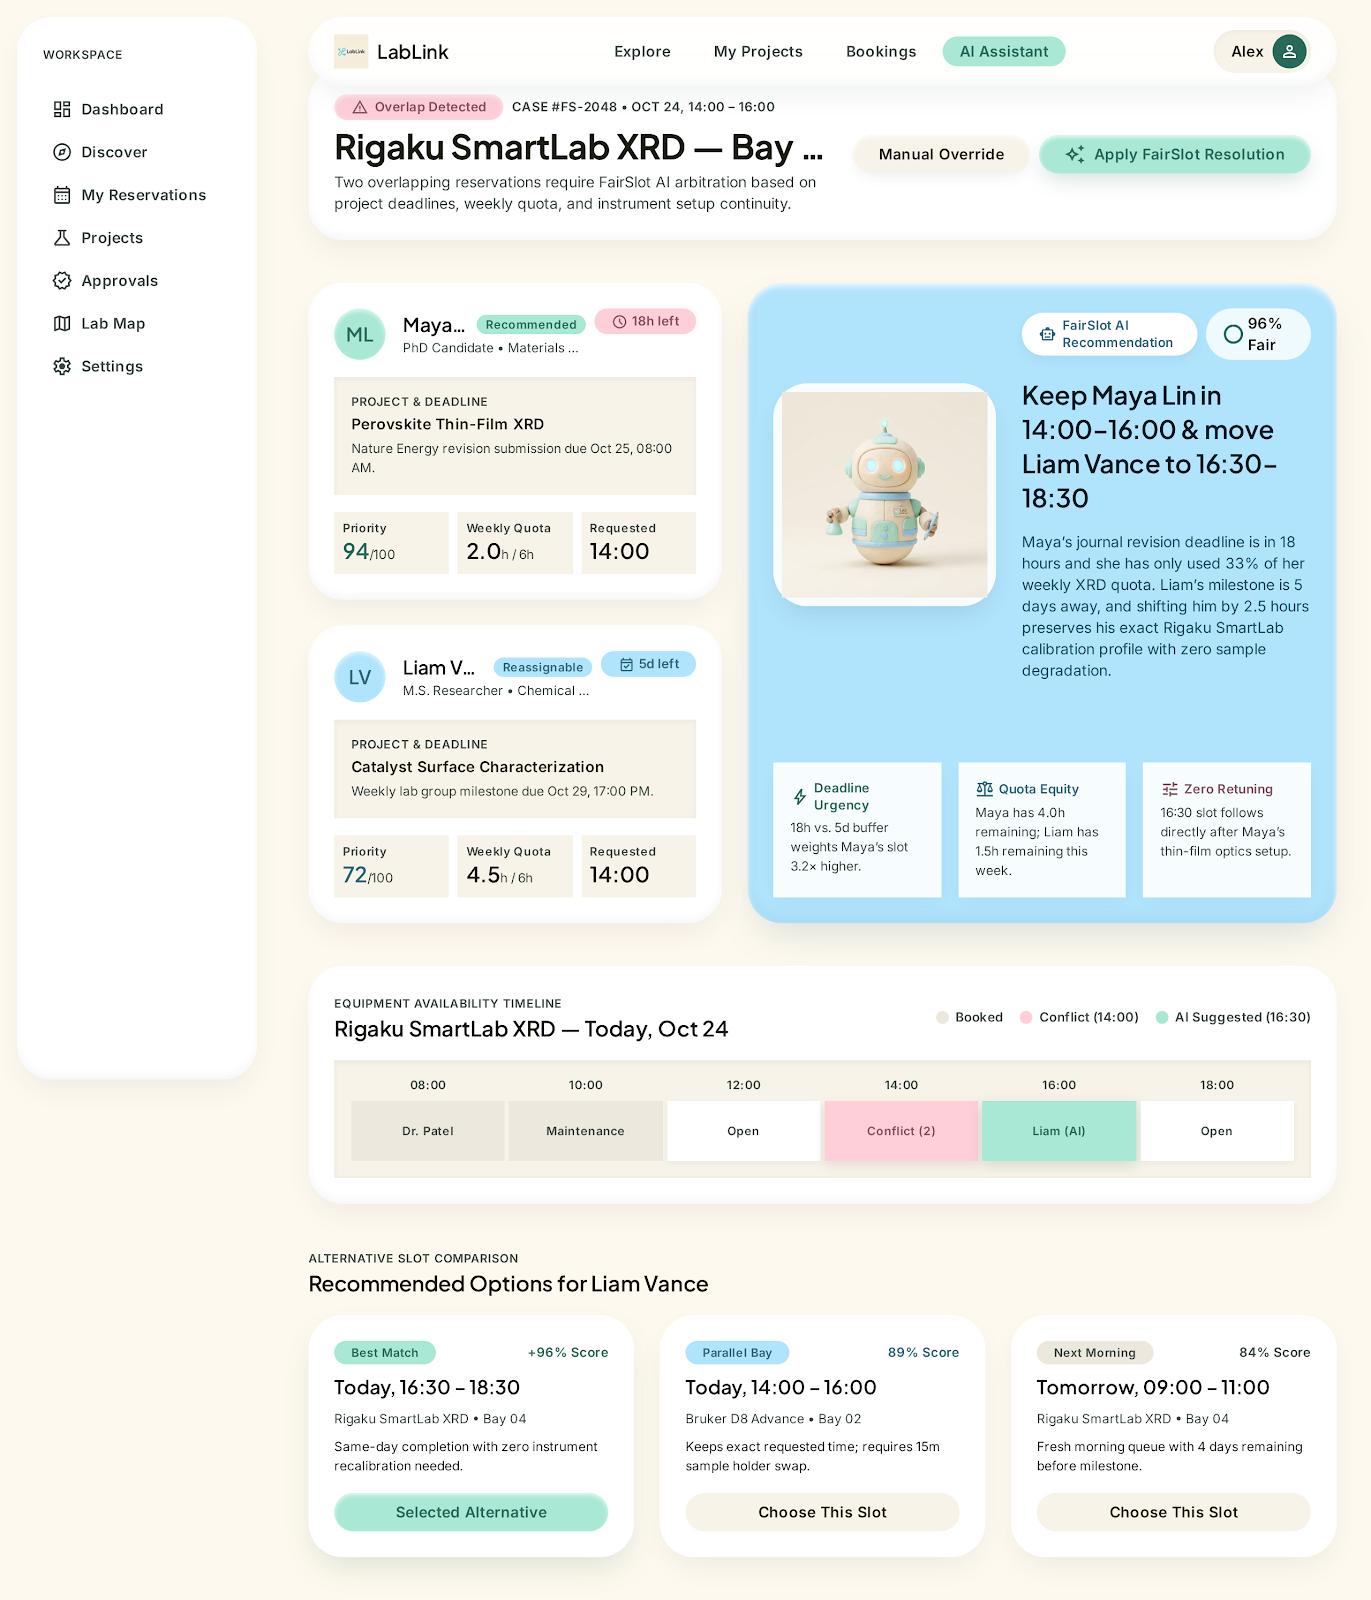 WORKSPACE
Dashboard
Discover
My Reservations
Projects
Approvals
Lab Map
Settings
LabLink
LabLink
Explore
My Projects
Bookings
AI Assistant
Alex
Overlap Detected
CASE #FS-2048 • OCT 24, 14:00 – 16:00
Rigaku SmartLab XRD — Bay ...
Two overlapping reservations require FairSlot AI arbitration based on
project deadlines, weekly quota, and instrument setup continuity.
Manual Override
Apply FairSlot Resolution
ML
Maya...
Recommended
18h left
PhD Candidate • Materials ...
PROJECT & DEADLINE
Perovskite Thin-Film XRD
Nature Energy revision submission due Oct 25, 08:00
AM.
Priority
94/100
Weekly Quota
2.0h / 6h
Requested
14:00
LV
Liam V...
Reassignable
5d left
M.S. Researcher • Chemical ...
PROJECT & DEADLINE
Catalyst Surface Characterization
Weekly lab group milestone due Oct 29, 17:00 PM.
Priority
72/100
Weekly Quota
4.5h / 6h
Requested
14:00
FairSlot AI
Recommendation
96%
Fair
Keep Maya Lin in
14:00–16:00 & move
Liam Vance to 16:30–
18:30
Maya’s journal revision deadline is in 18
hours and she has only used 33% of her
weekly XRD quota. Liam’s milestone is 5
days away, and shifting him by 2.5 hours
preserves his exact Rigaku SmartLab
calibration profile with zero sample
degradation.
Deadline
Urgency
18h vs. 5d buffer
weights Maya’s slot
3.2× higher.
Quota Equity
Maya has 4.0h
remaining; Liam has
1.5h remaining this
week.
Zero Retuning
16:30 slot follows
directly after Maya’s
thin-film optics setup.
EQUIPMENT AVAILABILITY TIMELINE
Rigaku SmartLab XRD — Today, Oct 24
Booked
Conflict (14:00)
AI Suggested (16:30)
08:00
10:00
12:00
14:00
16:00
18:00
Dr. Patel
Maintenance
Open
Conflict (2)
Liam (AI)
Open
ALTERNATIVE SLOT COMPARISON
Recommended Options for Liam Vance
Best Match
+96% Score
Today, 16:30 – 18:30
Rigaku SmartLab XRD • Bay 04
Same-day completion with zero instrument
recalibration needed.
Selected Alternative
Parallel Bay
89% Score
Today, 14:00 – 16:00
Bruker D8 Advance • Bay 02
Keeps exact requested time; requires 15m
sample holder swap.
Choose This Slot
Next Morning
84% Score
Tomorrow, 09:00 – 11:00
Rigaku SmartLab XRD • Bay 04
Fresh morning queue with 4 days remaining
before milestone.
Choose This Slot